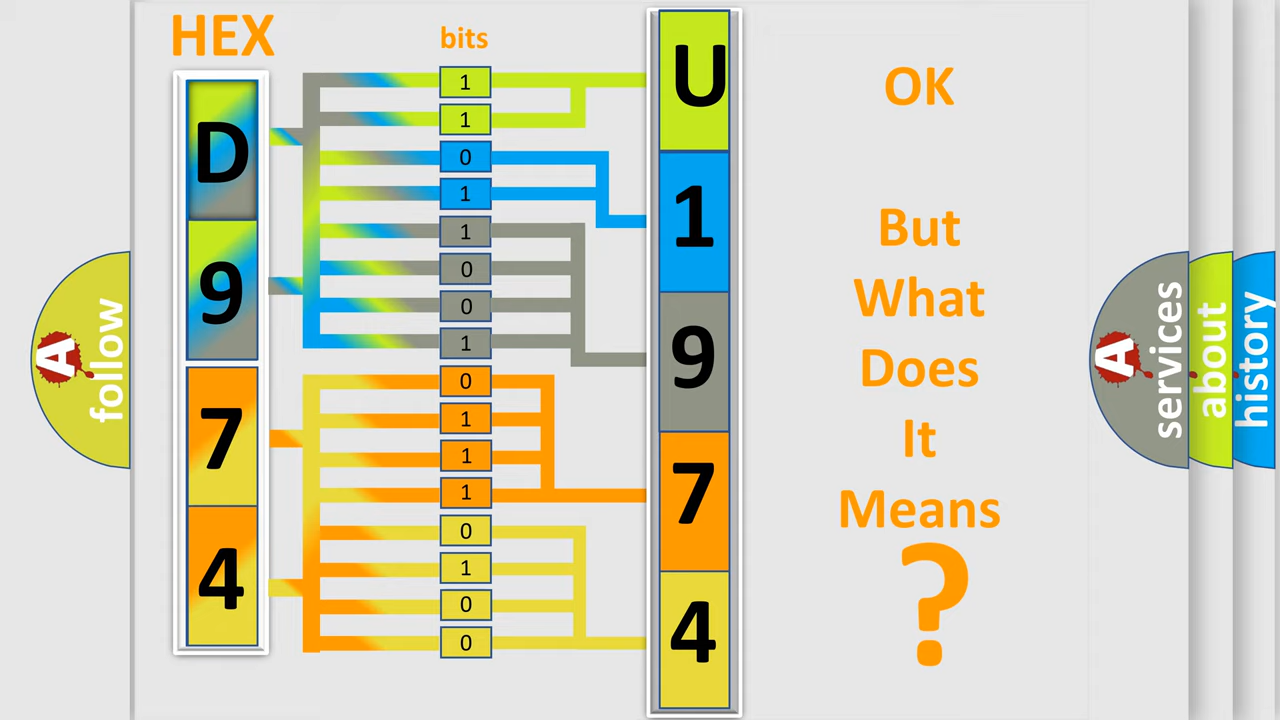 HEX
bits
D
9
7
4
1
1
0
1
1
0
0
1
0
1
1
1
0
1
0
0
U
1
9
7
4
OK
But
What
Does
It
Means
?
A
follow
A
services
about
history